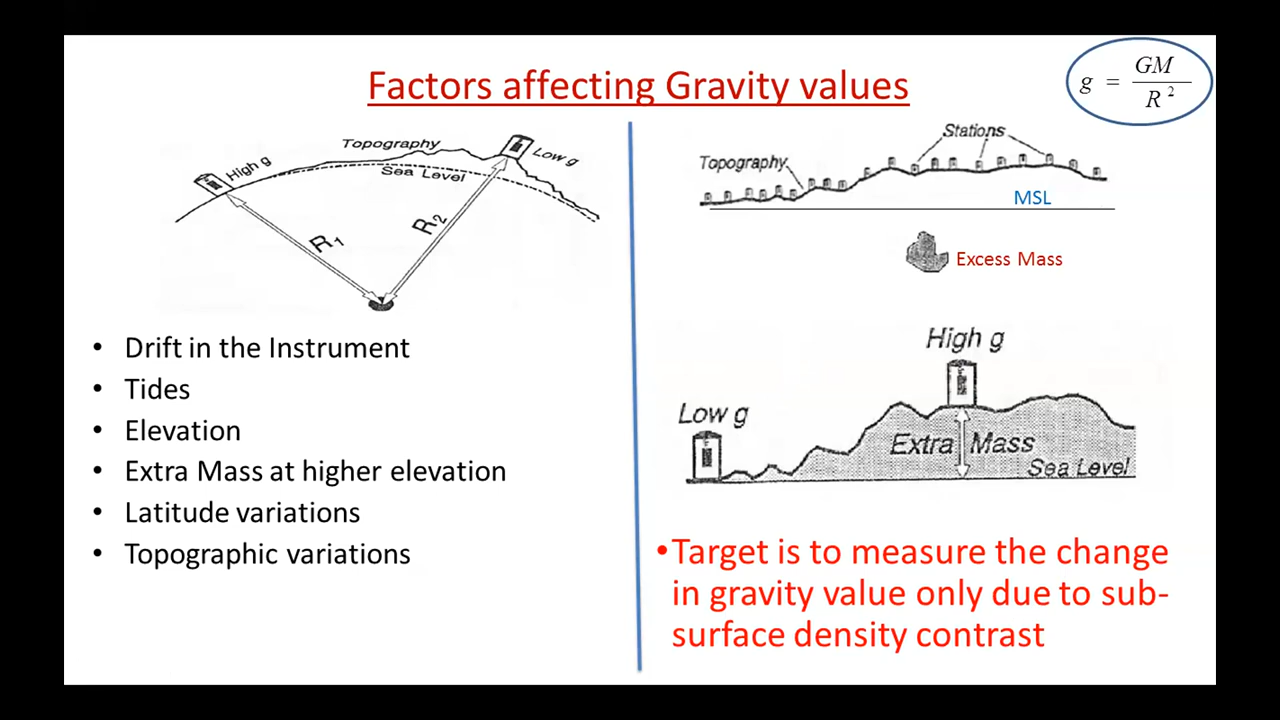 Factors affecting Gravity values
g = GM / R 2
Topography
High g
Low g
Sea Level
R1
R2
• Drift in the Instrument
• Tides
• Elevation
• Extra Mass at higher elevation
• Latitude variations
• Topographic variations
Stations
Topography
MSL
Excess Mass
High g
Low g
Extra Mass
Sea Level
•Target is to measure the change
in gravity value only due to sub-
surface density contrast